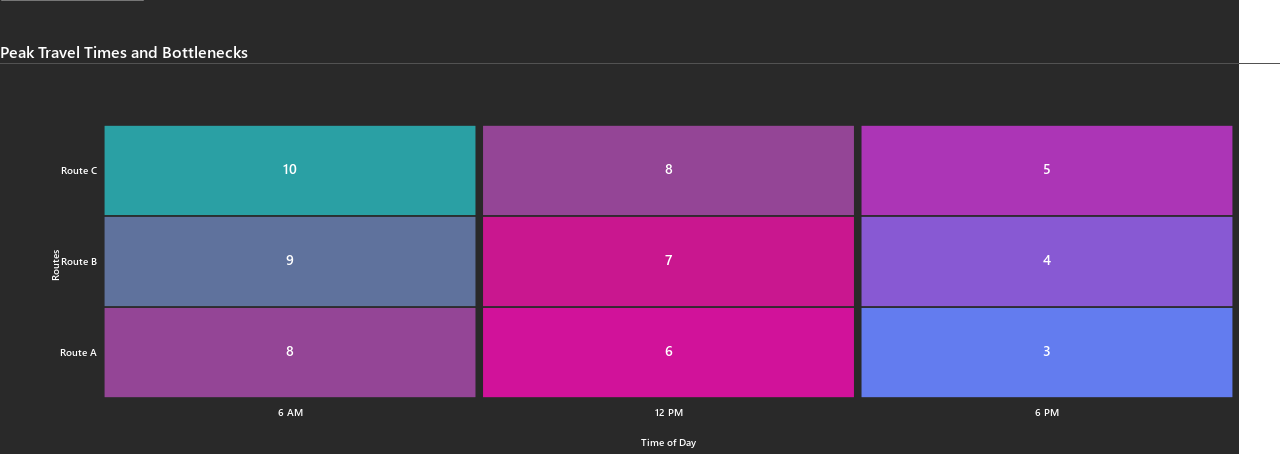 Peak Travel Times and Bottlenecks
Route C
10
8
5
Routes
Route B
9
7
4
Route A
8
6
3
6 AM
12 PM
6 PM
Time of Day